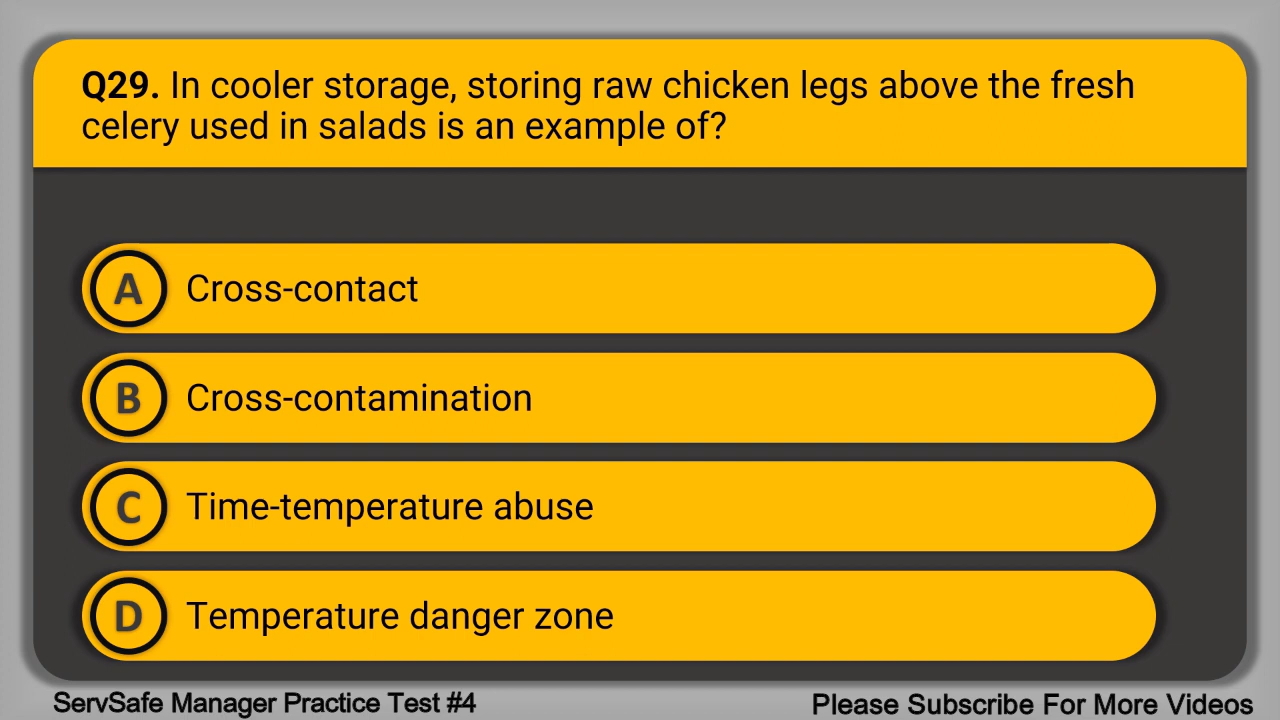 Q29. In cooler storage, storing raw chicken legs above the fresh
celery used in salads is an example of?
A Cross-contact
B Cross-contamination
C Time-temperature abuse
D Temperature danger zone
ServSafe Manager Practice Test #4
Please Subscribe For More Videos